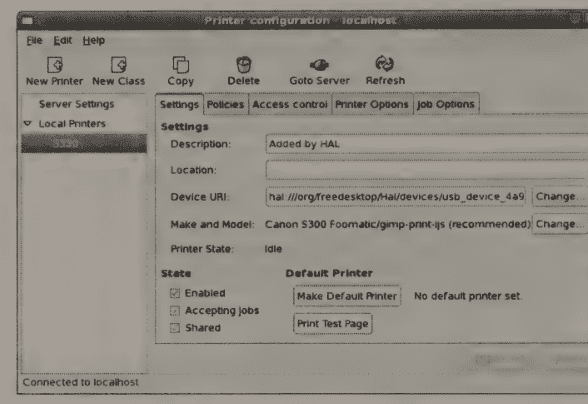 Printer configuration - localhost
File Edit Help
New Printer New Class Copy Delete Goto Server Refresh
Server Settings
Local Printers
Settings Policies Access control Printer Options Job Options
Settings
Description: Added by HAL
Location:
Device URI: hal:///org/freedesktop/Hal/devices/usb_device_4a9 Change...
Make and Model: Canon S300 Foomatic/gimp-print-ijs (recommended) Change...
Printer State: Idle
State Default Printer
Enabled Make Default Printer No default printer set.
Accepting jobs
Shared Print Test Page
Connected to localhost